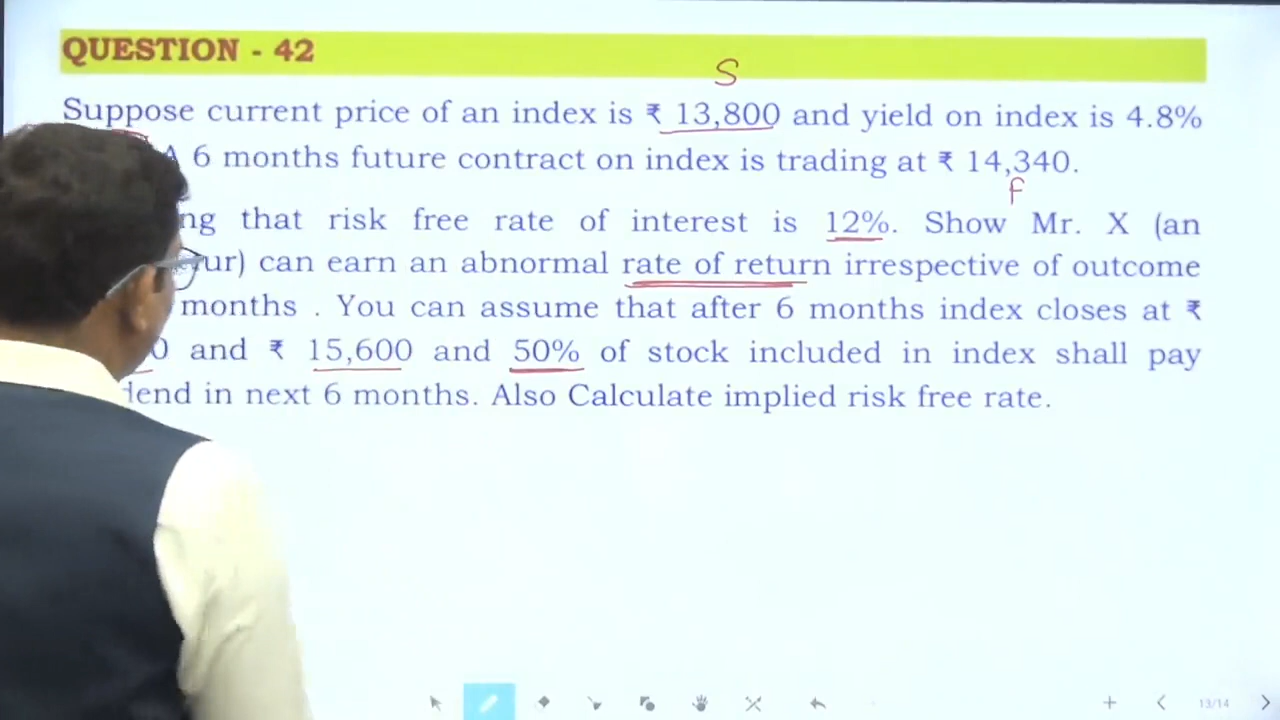 QUESTION - 42
S
Suppose current price of an index is ₹ 13,800 and yield on index is 4.8%
A 6 months future contract on index is trading at ₹ 14,340.
F
ng that risk free rate of interest is 12%. Show Mr. X (an
ur) can earn an abnormal rate of return irrespective of outcome
months . You can assume that after 6 months index closes at ₹
0 and ₹ 15,600 and 50% of stock included in index shall pay
dend in next 6 months. Also Calculate implied risk free rate.
13/14